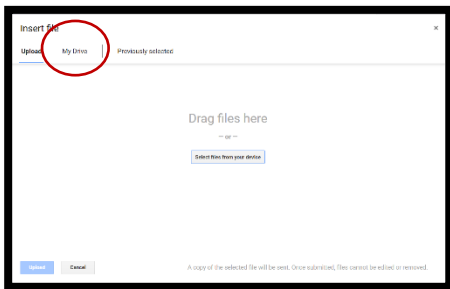 Insert file ×
Upload My Drive Previously selected
Drag files here
— or —
Select files from your device
Upload Cancel A copy of the selected file will be sent. Once submitted, files cannot be edited or removed.